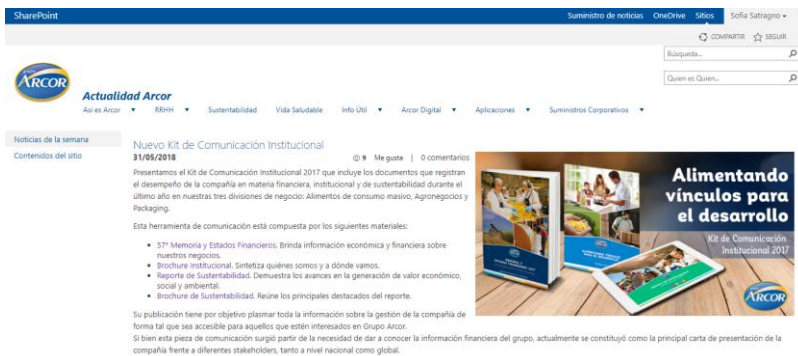 SharePoint
Suministro de noticias OneDrive Sitios Sofia Satragno
COMPARTIR SEGUIR
Búsqueda...
Quien es Quien...
ARCOR
Actualidad Arcor
Así es Arcor RRHH Sustentabilidad Vida Saludable Info Útil Arcor Digital Aplicaciones Suministros Corporativos
Noticias de la semana
Contenidos del sitio
Nuevo Kit de Comunicación Institucional
31/05/2018
9 Me gusta | 0 comentarios
Presentamos el Kit de Comunicación Institucional 2017 que incluye los documentos que registran
el desempeño de la compañía en materia financiera, institucional y de sustentabilidad durante el
último año en nuestras tres divisiones de negocio: Alimentos de consumo masivo, Agronegocios y
Packaging.
Esta herramienta de comunicación está compuesta por los siguientes materiales:
• 57° Memoria y Estados Financieros. Brinda información económica y financiera sobre
nuestros negocios.
• Brochure Institucional. Sintetiza quiénes somos y a dónde vamos.
• Reporte de Sustentabilidad. Demuestra los avances en la generación de valor económico,
social y ambiental.
• Brochure de Sustentabilidad. Reúne los principales destacados del reporte.
Su publicación tiene por objetivo plasmar toda la información sobre la gestión de la compañía de
forma tal que sea accesible para aquellos que estén interesados en Grupo Arcor.
Si bien esta pieza de comunicación surgió partir de la necesidad de dar a conocer la información financiera del grupo, actualmente se constituyó como la principal carta de presentación de la
compañía frente a diferentes stakeholders, tanto a nivel nacional como global.
Alimentando
vínculos para
el desarrollo
Kit de Comunicación
Institucional 2017
ARCOR